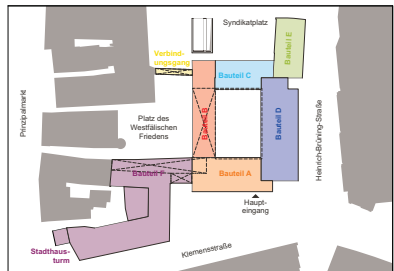 Syndikatplatz
Bauteil E
Verbind-
ungsgang
Bauteil C
Prinzipalmarkt
Platz des
Westfälischen
Friedens
Bauteil B
Bauteil D
Heinrich-Brüning-Straße
Bauteil F
Bauteil A
Haupt-
eingang
Stadthaus-
turm
Klemensstraße